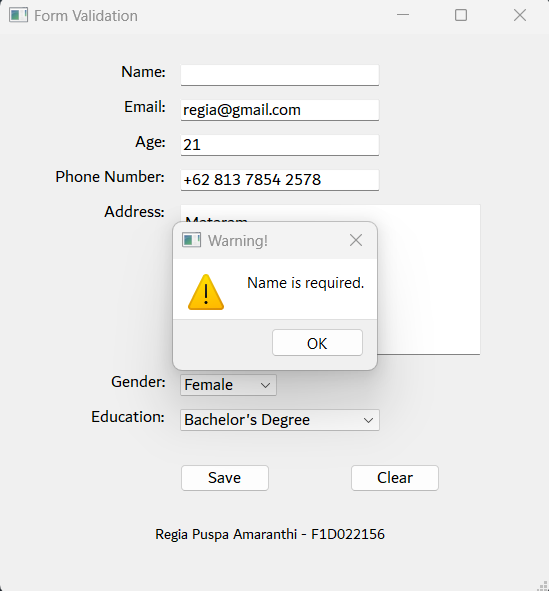 Form Validation
Name:
Email: regia@gmail.com
Age: 21
Phone Number: +62 813 7854 2578
Address: Mataram
Warning!
Name is required.
OK
Gender: Female
Education: Bachelor's Degree
Save Clear
Regia Puspa Amaranthi - F1D022156